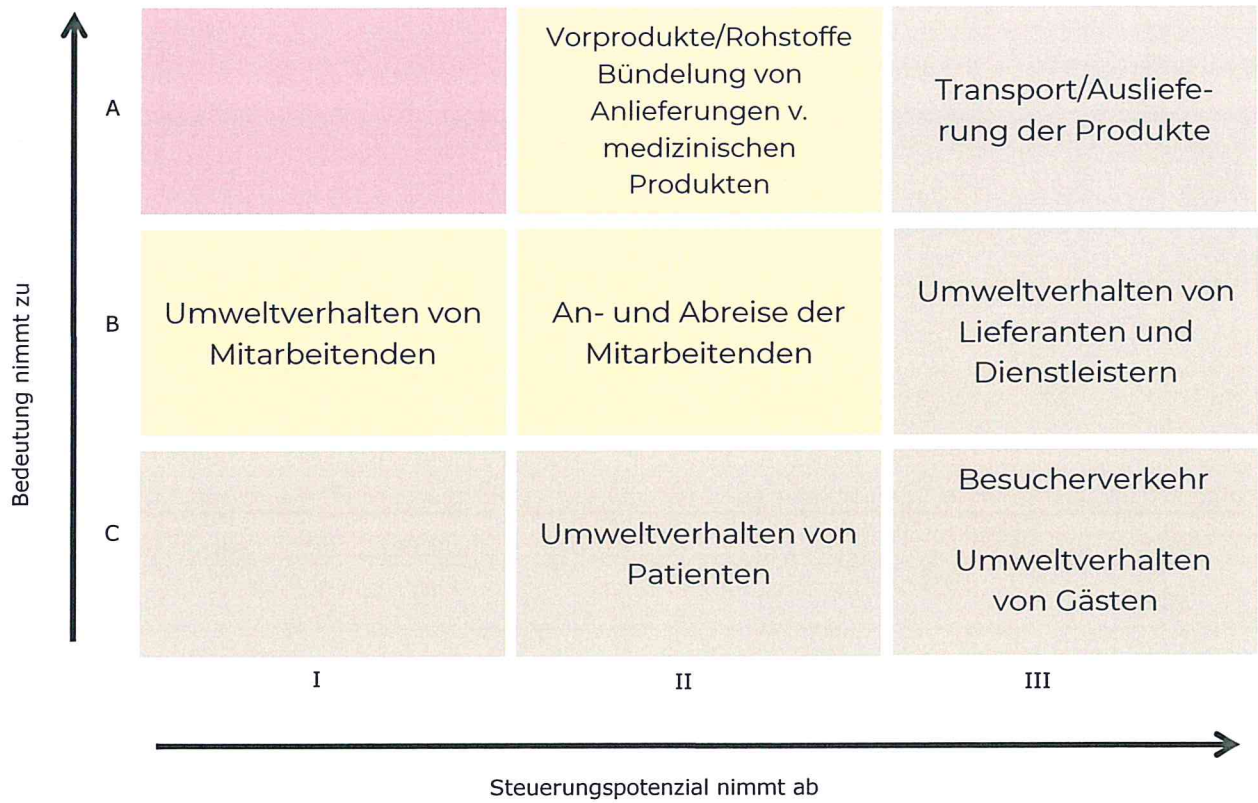 Bedeutung nimmt zu
A
Vorprodukte/Rohstoffe
Bündelung von
Anlieferungen v.
medizinischen
Produkten
Transport/Ausliefe-
rung der Produkte
B
Umweltverhalten von
Mitarbeitenden
An- und Abreise der
Mitarbeitenden
Umweltverhalten von
Lieferanten und
Dienstleistern
C
Umweltverhalten von
Patienten
Besucherverkehr
Umweltverhalten
von Gästen
I
II
III
Steuerungspotenzial nimmt ab